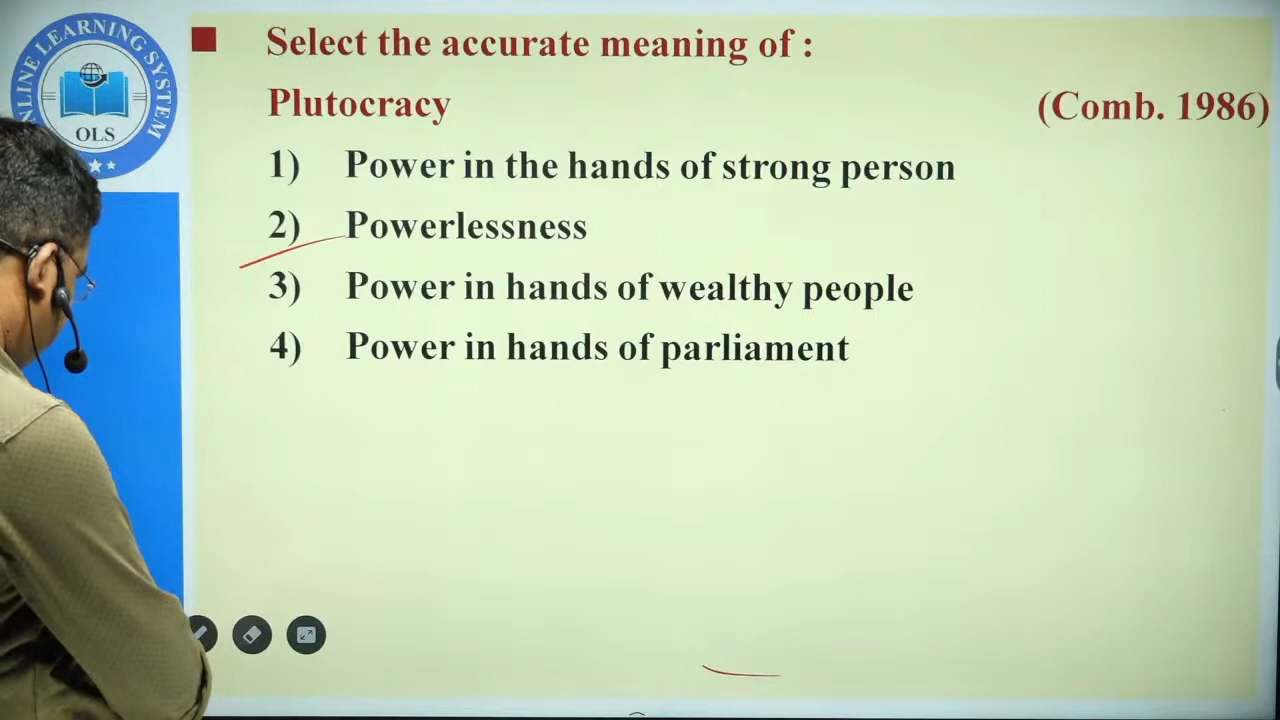 ONLINE LEARNING SYSTEM
OLS
Select the accurate meaning of :
Plutocracy (Comb. 1986)
1) Power in the hands of strong person
2) Powerlessness
3) Power in hands of wealthy people
4) Power in hands of parliament